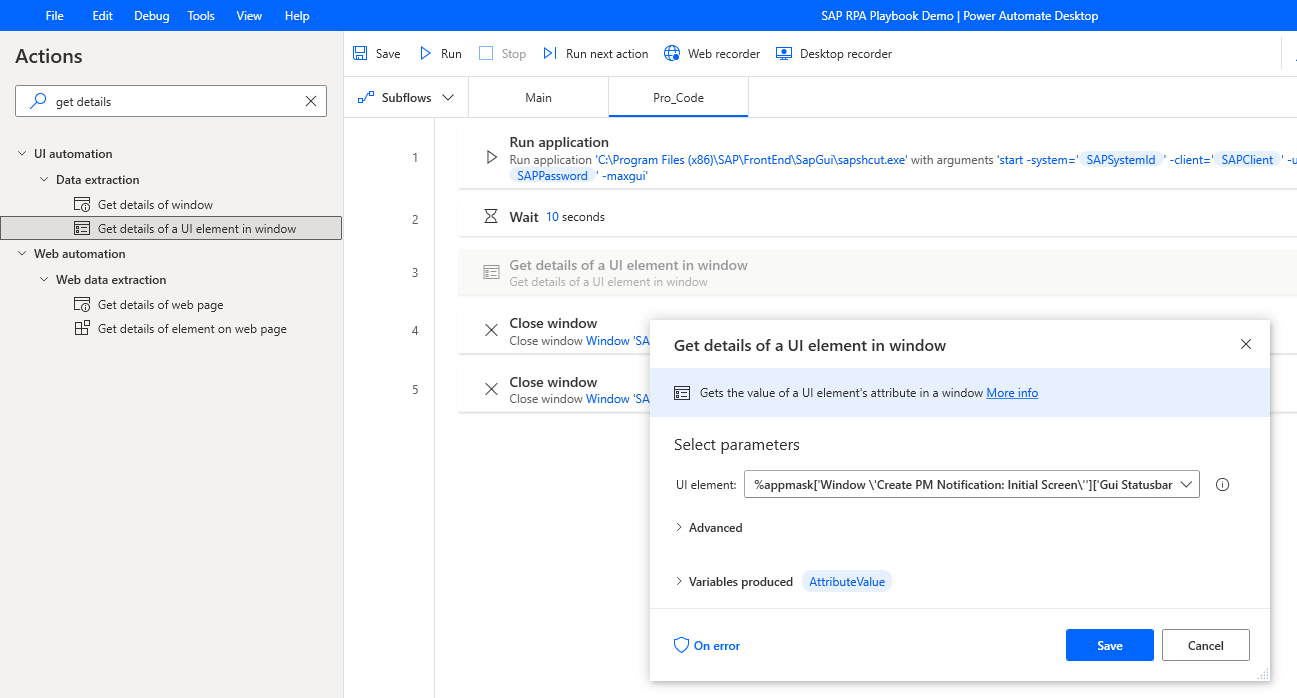 File Edit Debug Tools View Help
SAP RPA Playbook Demo | Power Automate Desktop
Actions
get details
UI automation
Data extraction
Get details of window
Get details of a UI element in window
Web automation
Web data extraction
Get details of web page
Get details of element on web page
Save Run Stop Run next action Web recorder Desktop recorder
Subflows Main Pro_Code
1
Run application
Run application 'C:\Program Files (x86)\SAP\FrontEnd\SapGui\sapshcut.exe' with arguments 'start -system=' SAPSystemId ' -client=' SAPClient ' -u
SAPPassword ' -maxgui'
2
Wait 10 seconds
3
Get details of a UI element in window
Get details of a UI element in window
4
Close window
Close window Window 'SA
5
Close window
Close window Window 'SA
Get details of a UI element in window
Gets the value of a UI element's attribute in a window More info
Select parameters
UI element: %appmask['Window \'Create PM Notification: Initial Screen\'']['Gui Statusbar
Advanced
Variables produced AttributeValue
On error Save Cancel